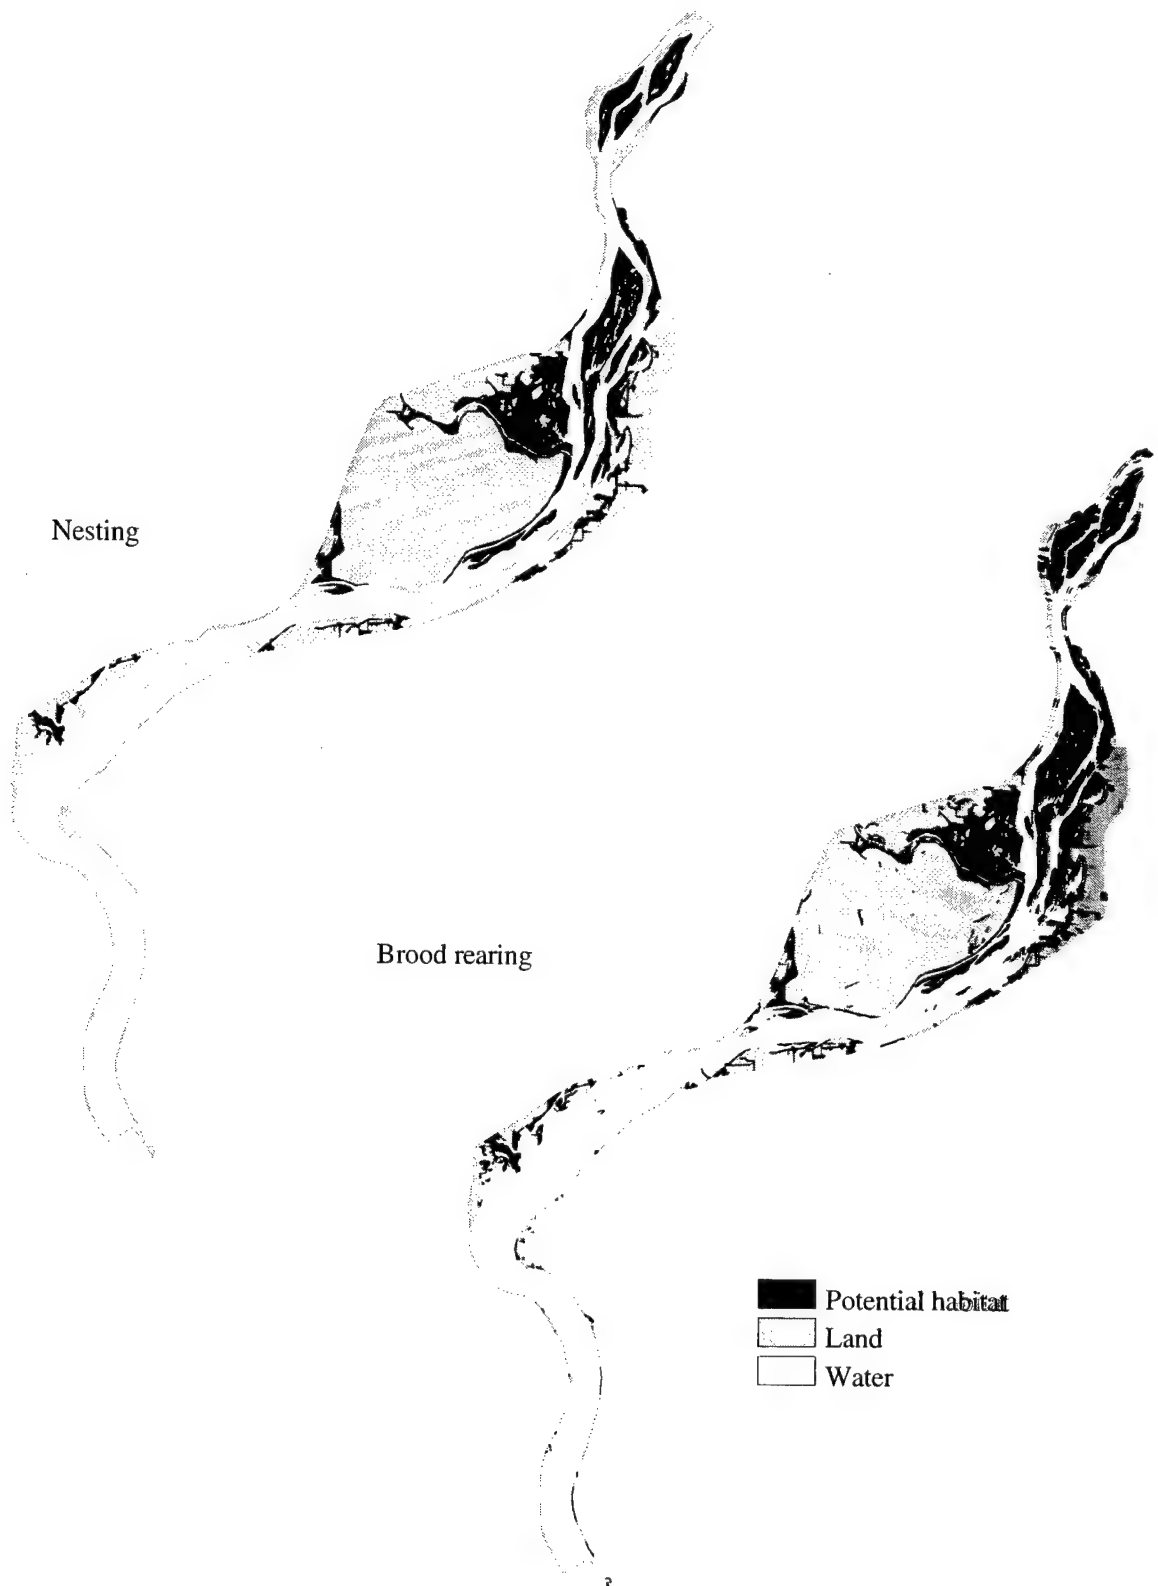 Nesting
Brood rearing
Potential habitat
Land
Water